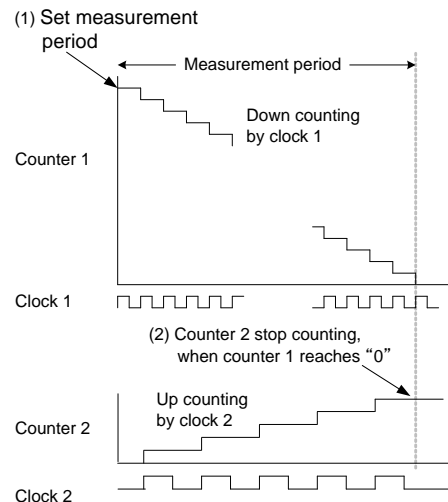 (1) Set measurement
period
Measurement period
Down counting
by clock 1
Counter 1
Clock 1
(2) Counter 2 stop counting,
when counter 1 reaches “0”
Up counting
by clock 2
Counter 2
Clock 2